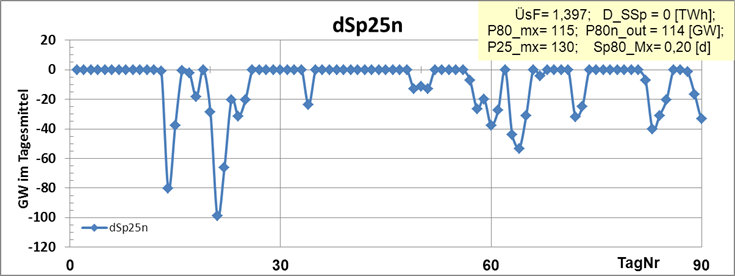 dSp25n
ÜsF= 1,397; D_SSp = 0 [TWh];
P80_mx= 115; P80n_out = 114 [GW];
P25_mx= 130; Sp80_Mx= 0,20 [d]
GW im Tagesmittel
20
0
-20
-40
-60
-80
-100
-120
dSp25n
0
30
60
90
TagNr